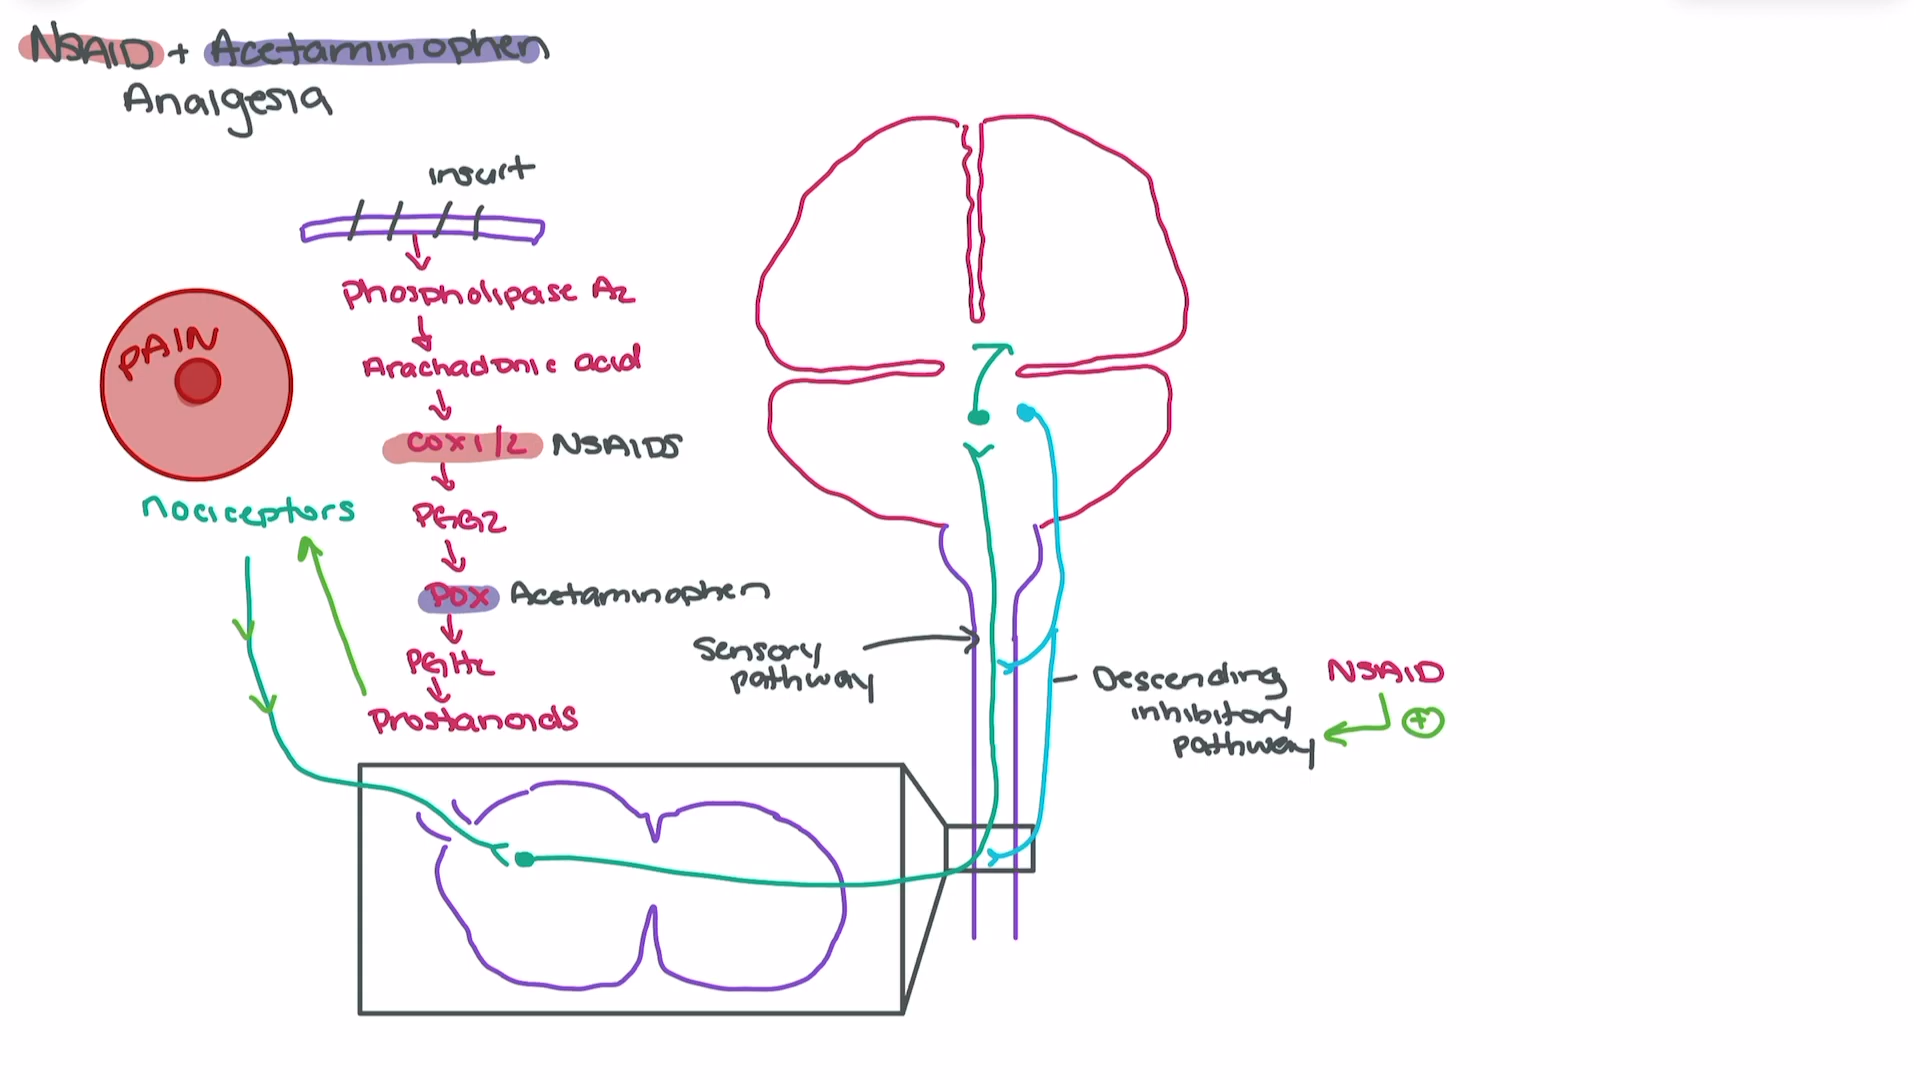 NSAID + Acetaminophen
Analgesia
insult
Phospholipase A2
Arachadonic acid
COX 1/2 NSAIDS
PGG2
POX Acetaminophen
PGH2
Prostanoids
PAIN
nociceptors
Sensory
pathway
Descending
inhibitory
pathway
NSAID
+